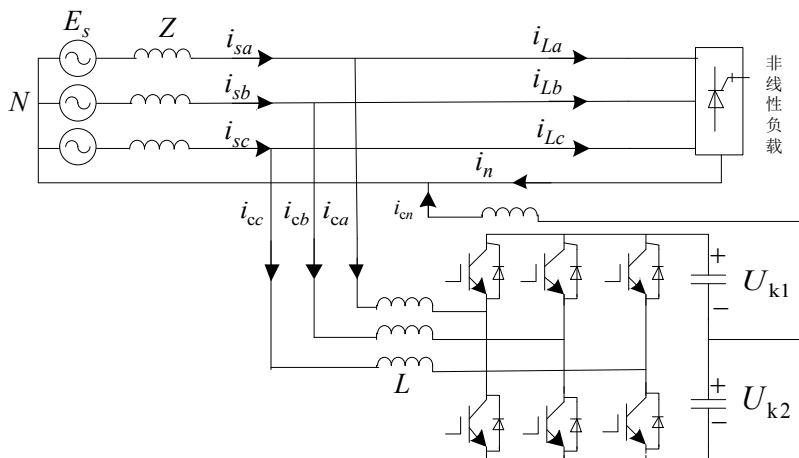 E_s
Z
i_sa
i_La
N
i_sb
i_Lb
i_sc
i_Lc
i_n
非线性负载
i_cc
i_cb
i_ca
i_cn
+
U_k1
−
L
+
U_k2
−